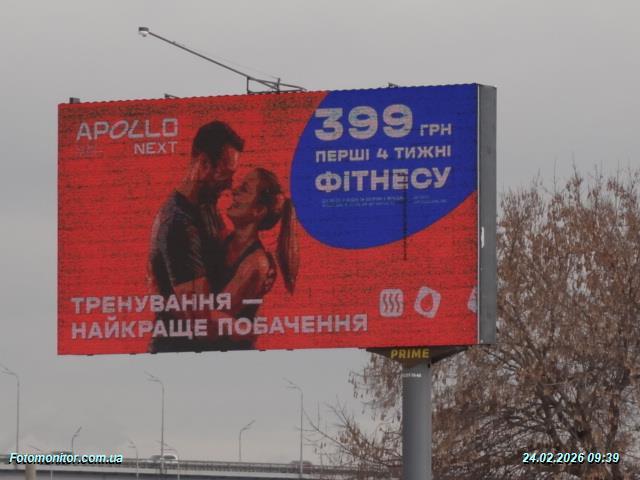 APOLLO
NEXT
399 ГРН
ПЕРШІ 4 ТИЖНІ
ФІТНЕСУ
ТРЕНУВАННЯ —
НАЙКРАЩЕ ПОБАЧЕННЯ
PRIME
Fotomonitor.com.ua
24.02.2026 09:39